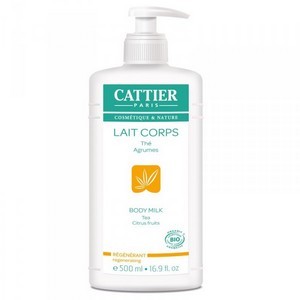 CATTIER
PARIS
COSMÉTIQUE & NATURE
LAIT CORPS
Thé
Agrumes
BODY MILK
Tea
Citrus fruits
BIO
RÉGÉNÉRANT
regenerating
e 500 ml • 16.9 fl. oz